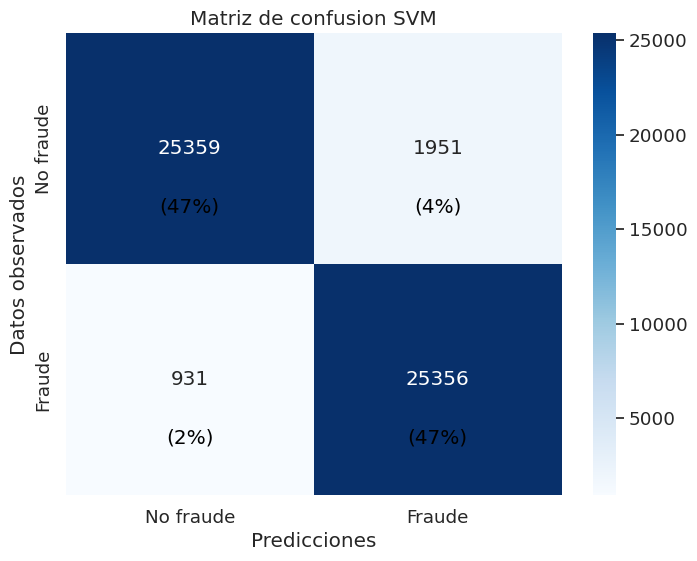 Matriz de confusion SVM
Datos observados
No fraude
Fraude
25359
1951
(47%)
(4%)
931
25356
(2%)
(47%)
No fraude
Fraude
Predicciones
25000
20000
15000
10000
5000